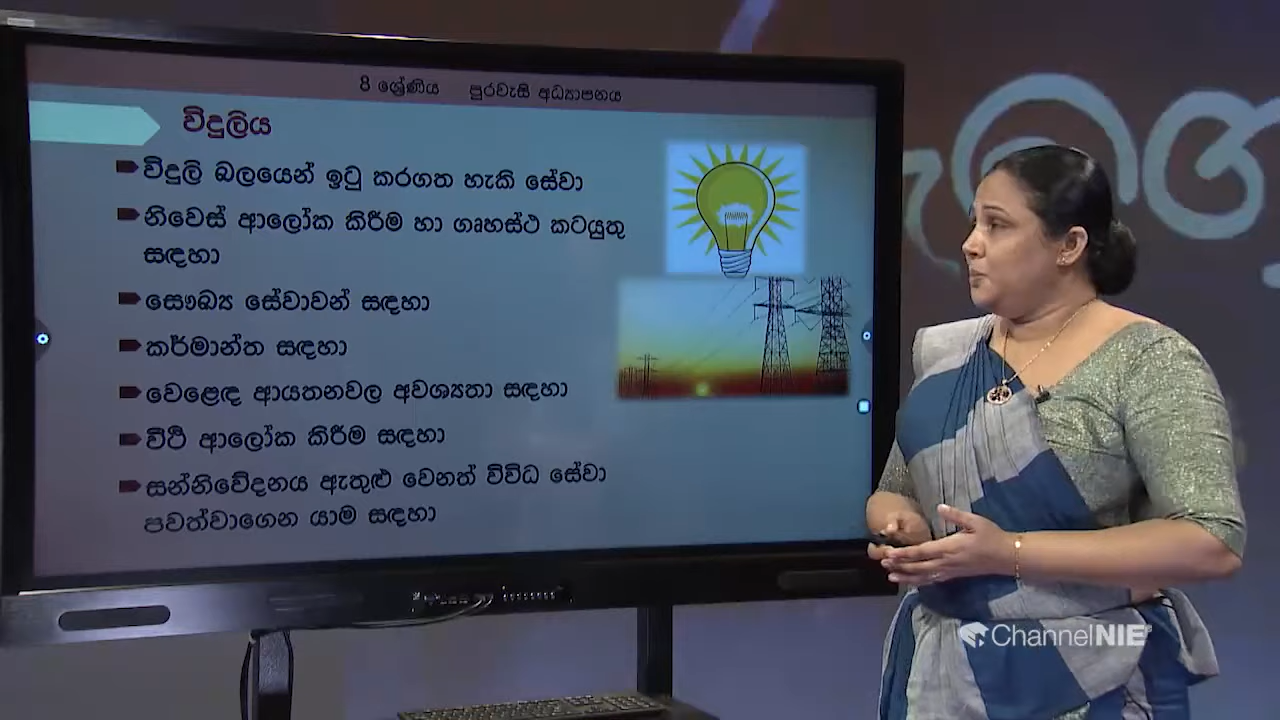 8 ශ්‍රේණිය පුරවැසි අධ්‍යාපනය
විදුලිය
විදුලි බලයෙන් ඉටු කරගත හැකි සේවා
නිවෙස් ආලෝක කිරීම හා ගෘහස්ථ කටයුතු
සඳහා
සෞඛ්‍ය සේවාවන් සඳහා
කර්මාන්ත සඳහා
වෙළෙඳ ආයතනවල අවශ්‍යතා සඳහා
වීථි ආලෝක කිරීම සඳහා
සන්නිවේදනය ඇතුළු වෙනත් විවිධ සේවා
පවත්වාගෙන යාම සඳහා
ChannelNIE